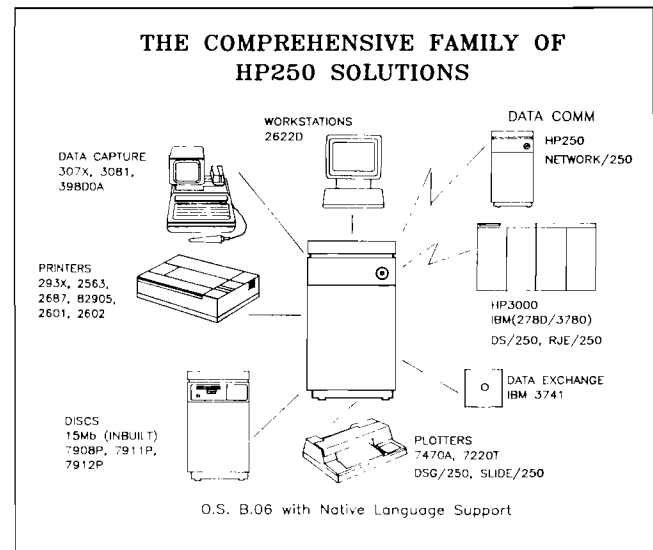 THE COMPREHENSIVE FAMILY OF
HP250 SOLUTIONS
WORKSTATIONS
2622D
DATA COMM
HP250
NETWORK/250
DATA CAPTURE
307X, 3081,
398D0A
PRINTERS
293X, 2563,
2687, 82905,
2601, 2602
HP3000
IBM(278D/3780)
DS/250, RJE/250
DATA EXCHANGE
IBM 3741
DISCS
15Mb (INBUILT)
7908P, 7911P,
7912P
PLOTTERS
7470A, 7220T
DSG/250, SLIDE/250
O.S. B.06 with Native Language Support